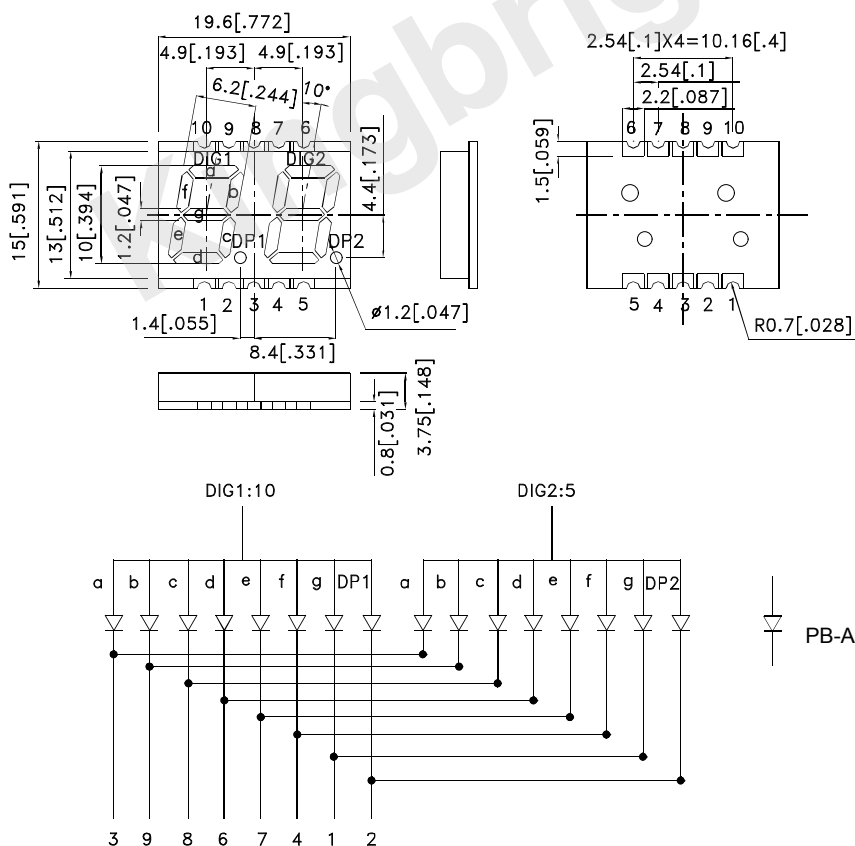 Kingbrig
19.6[.772]
4.9[.193] 4.9[.193]
6.2[.244] 10°
10 9 8 7 6
DIG1 DIG2
a
f b
g
e c
d
DP1 DP2
15[.591]
13[.512]
10[.394]
1.2[.047]
4.4[.173]
1 2 3 4 5
1.4[.055]
ø1.2[.047]
8.4[.331]
0.8[.031]
3.75[.148]
2.54[.1]X4=10.16[.4]
2.54[.1]
2.2[.087]
6 7 8 9 10
1.5[.059]
5 4 3 2 1
R0.7[.028]
DIG1:10 DIG2:5
a b c d e f g DP1 a b c d e f g DP2
PB-A
3 9 8 6 7 4 1 2